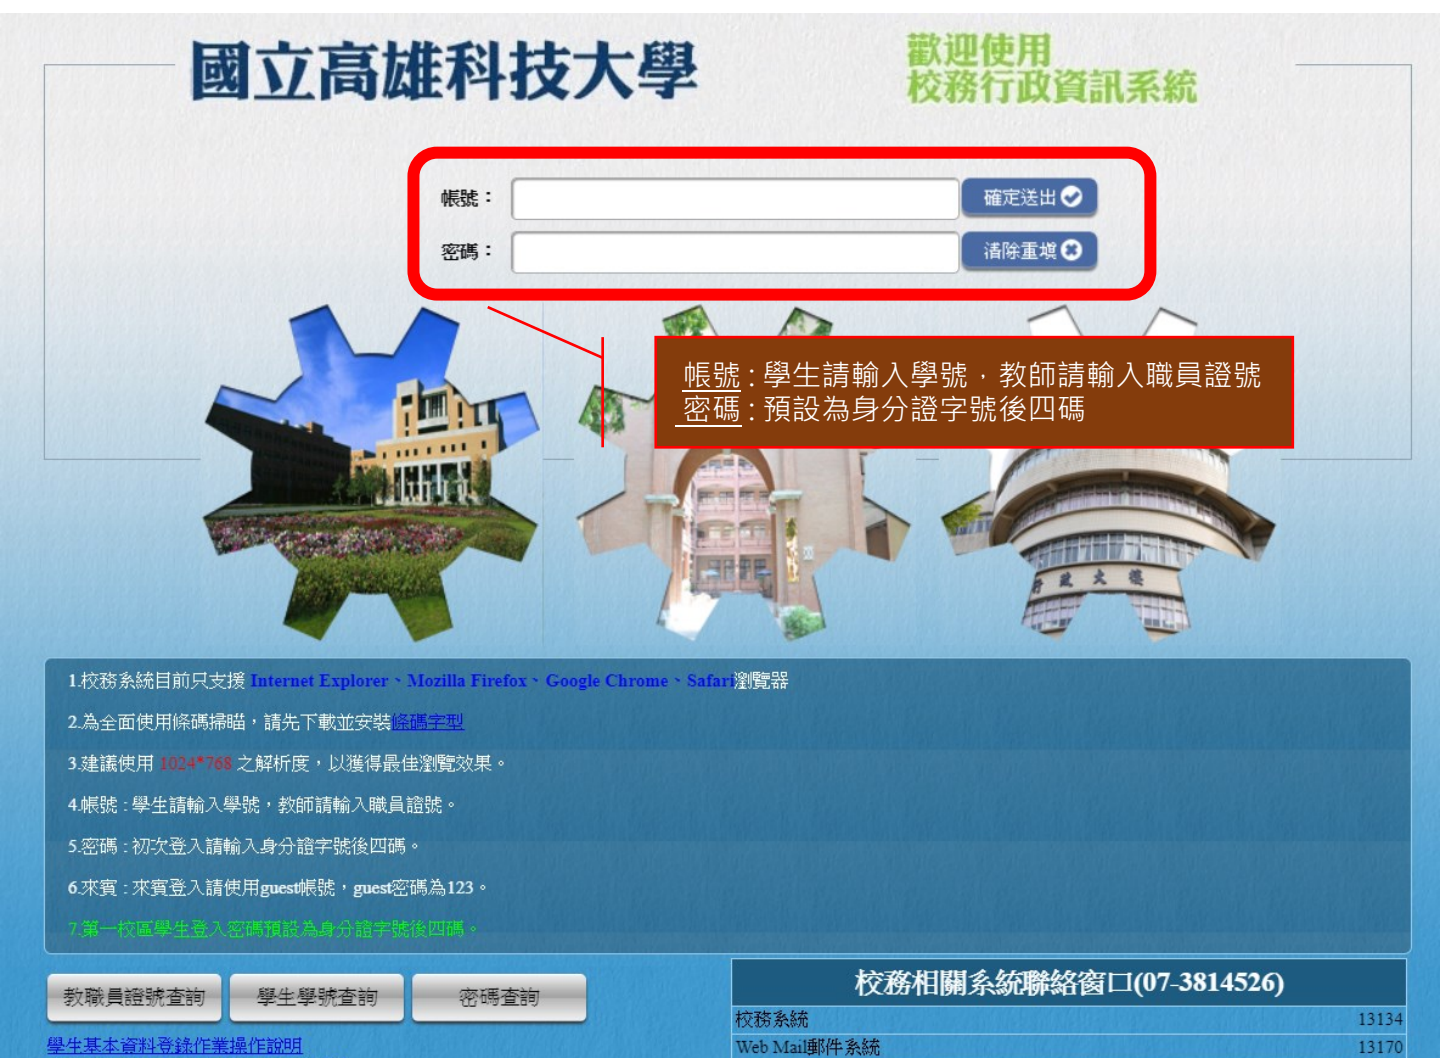 國立高雄科技大學
歡迎使用
校務行政資訊系統
帳號：
確定送出
密碼：
清除重填
帳號 : 學生請輸入學號，教師請輸入職員證號
密碼 : 預設為身分證字號後四碼
行政大樓
1.校務系統目前只支援 Internet Explorer、Mozilla Firefox、Google Chrome、Safari瀏覽器
2.為全面使用條碼掃瞄，請先下載並安裝條碼字型
3.建議使用 1024*768 之解析度，以獲得最佳瀏覽效果。
4.帳號 : 學生請輸入學號，教師請輸入職員證號。
5.密碼 : 初次登入請輸入身分證字號後四碼。
6.來賓 : 來賓登入請使用guest帳號，guest密碼為123。
7.第一校區學生登入密碼預設為身分證字號後四碼。
教職員證號查詢
學生學號查詢
密碼查詢
學生基本資料登錄作業操作說明
校務相關系統聯絡窗口(07-3814526)
校務系統 13134
Web Mail郵件系統 13170